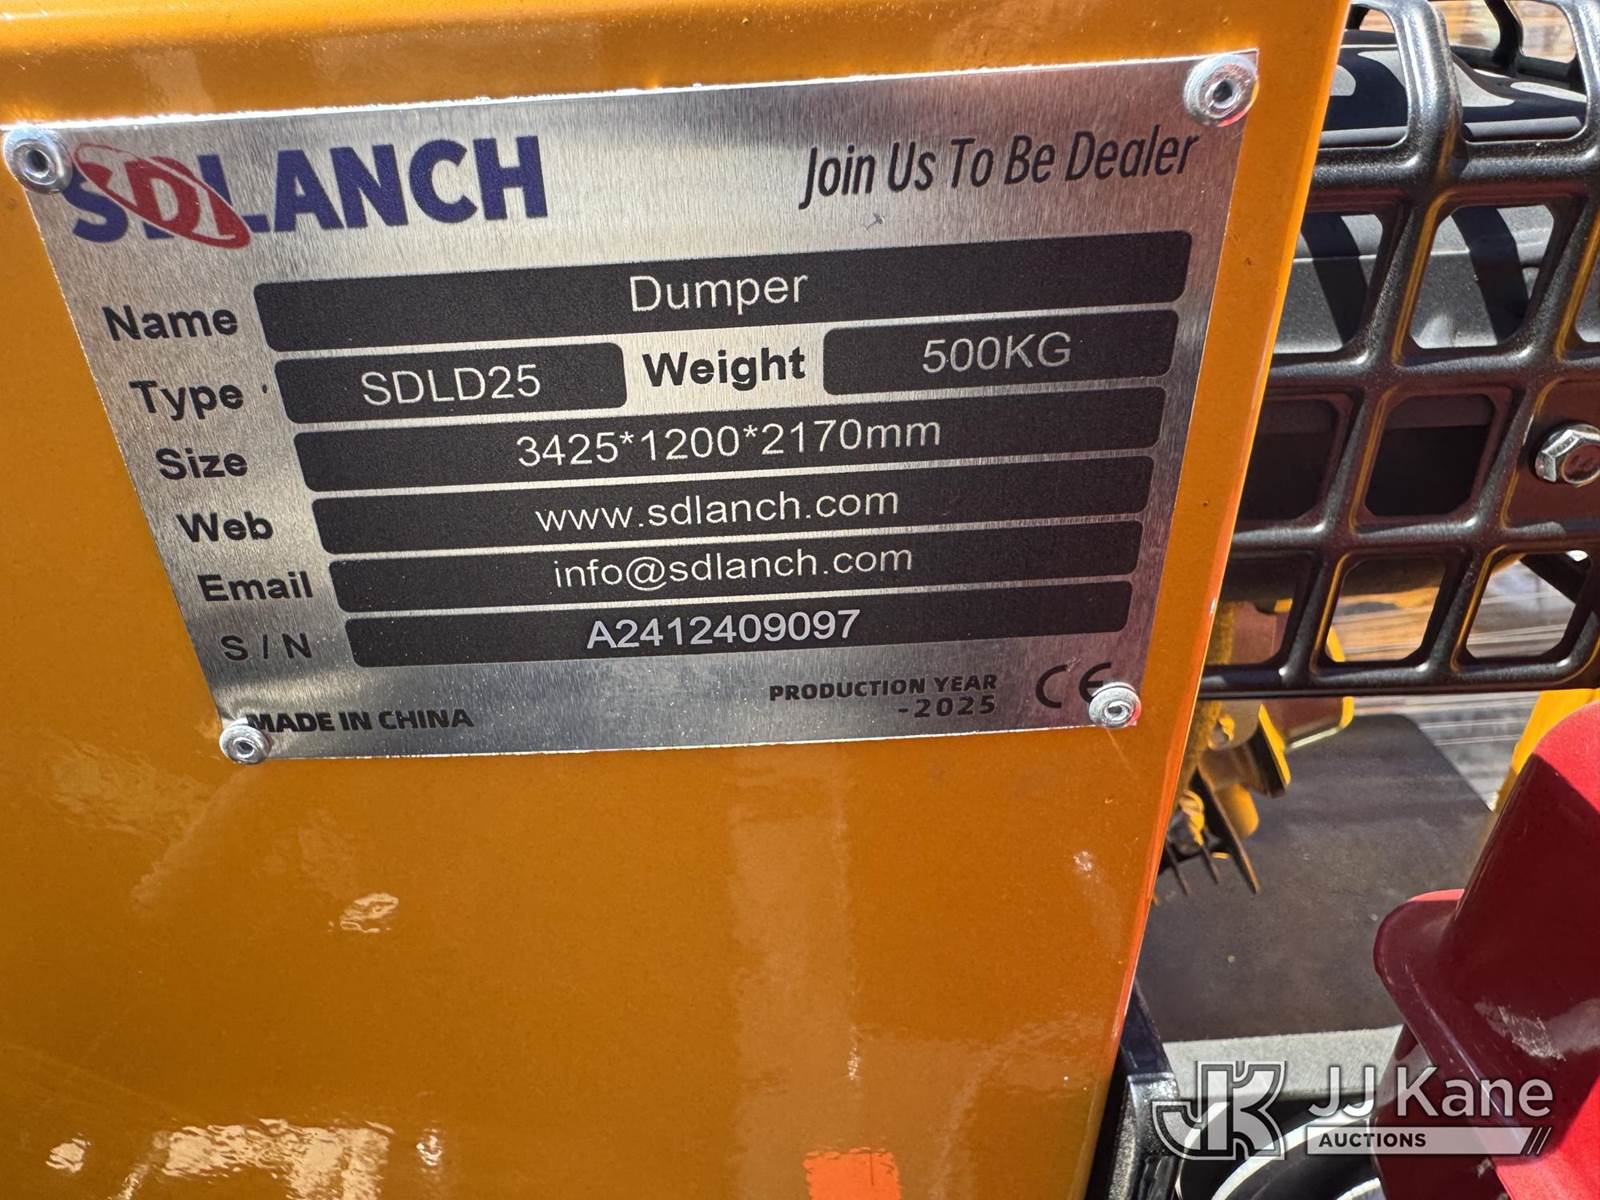 SDLANCH
Join Us To Be Dealer
Name Dumper
Type SDLD25 Weight 500KG
Size 3425*1200*2170mm
Web www.sdlanch.com
Email info@sdlanch.com
S/N A2412409097
PRODUCTION YEAR
-2025
CE
MADE IN CHINA
JK JJ Kane
AUCTIONS